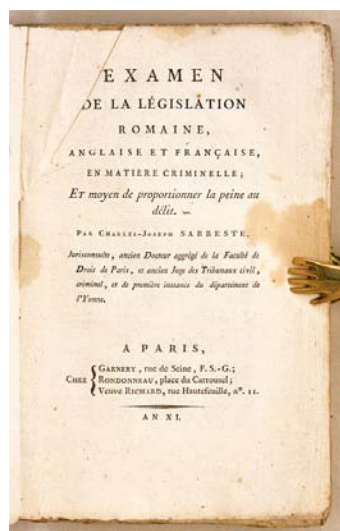 EXAMEN
DE LA LÉGISLATION
ROMAINE,
ANGLAISE ET FRANÇAISE,
EN MATIÈRE CRIMINELLE;
ET moyen de proportionner la peine au
délit.
PAR CHARLES-JOSEPH SARRESTE,
Jurisconsulte, ancien Docteur aggrégé de la Faculté de
Droit de Paris, et ancien Juge des Tribunaux civil,
criminel, et de première instance du département de
l'Yonne.
A PARIS,
GARNERY, rue de Seine, F. S.-G.;
CHEZ RONDONNEAU, place du Carrousel;
Veuve RICHARD, rue Hautefeuille, n°. 11.
AN XI.